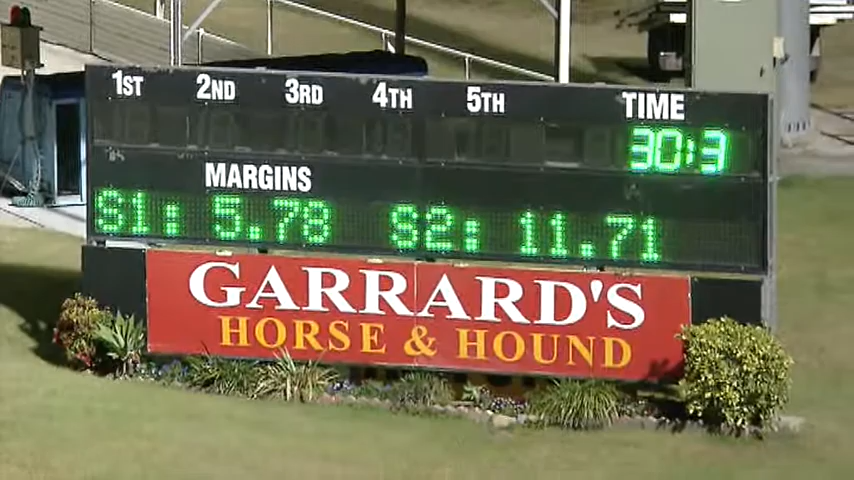 1ST 2ND 3RD 4TH 5TH TIME
30:3
MARGINS
S1: 5.78 S2: 11.71
GARRARD'S
HORSE & HOUND